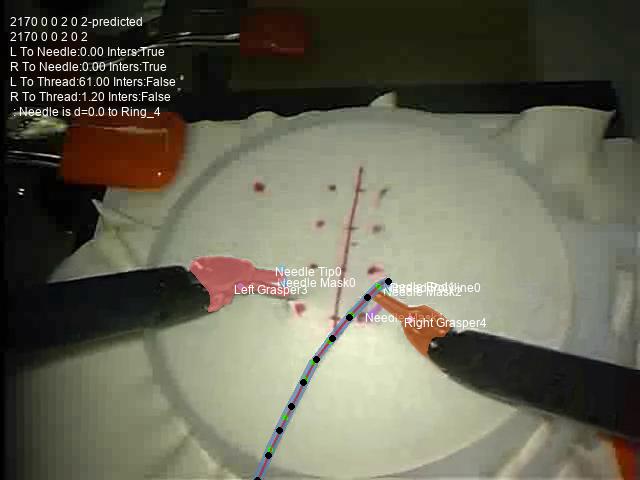 2170 0 0 2 0 2-predicted
2170 0 0 2 0 2
L To Needle:0.00 Inters:True
R To Needle:0.00 Inters:True
L To Thread:61.00 Inters:False
R To Thread:1.20 Inters:False
: Needle is d=0.0 to Ring_4
Needle Tip0
Needle Mask0
Left Grasper3
Needle Mask2
Right Grasper4